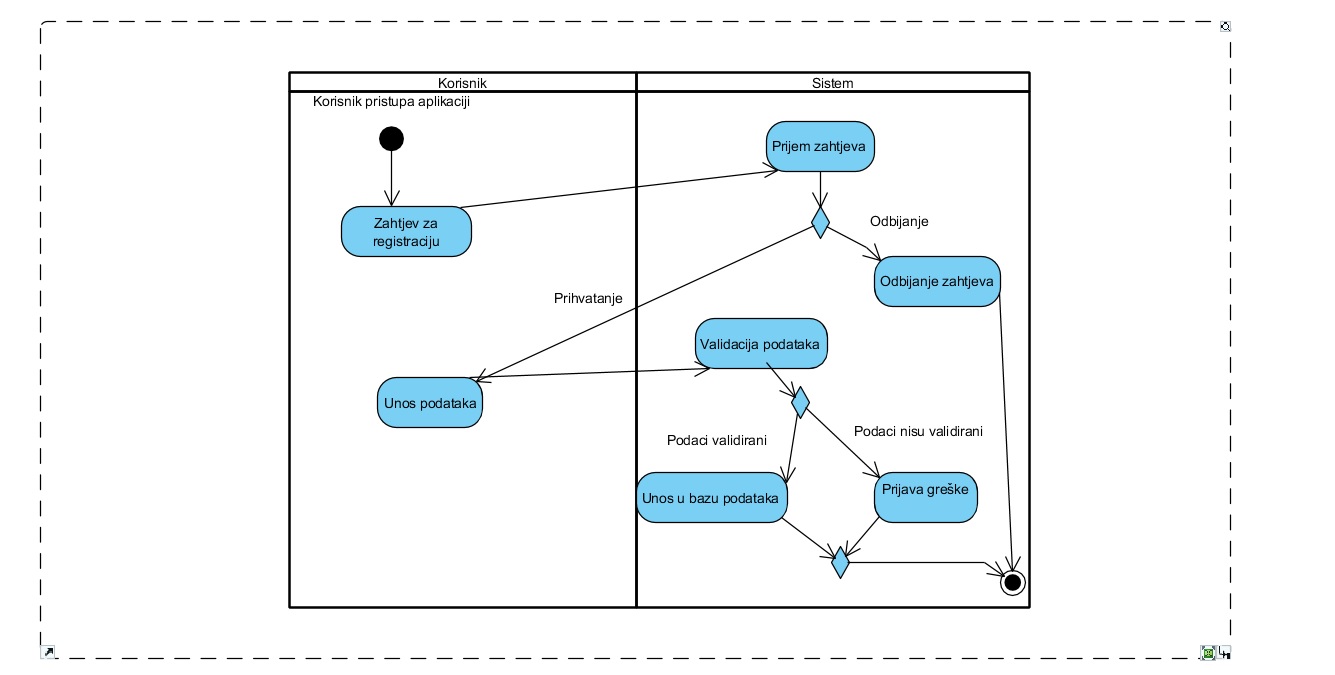 Korisnik
Sistem
Korisnik pristupa aplikaciji
Prijem zahtjeva
Zahtjev za
registraciju
Odbijanje
Odbijanje zahtjeva
Prihvatanje
Validacija podataka
Unos podataka
Podaci validirani
Podaci nisu validirani
Unos u bazu podataka
Prijava greške